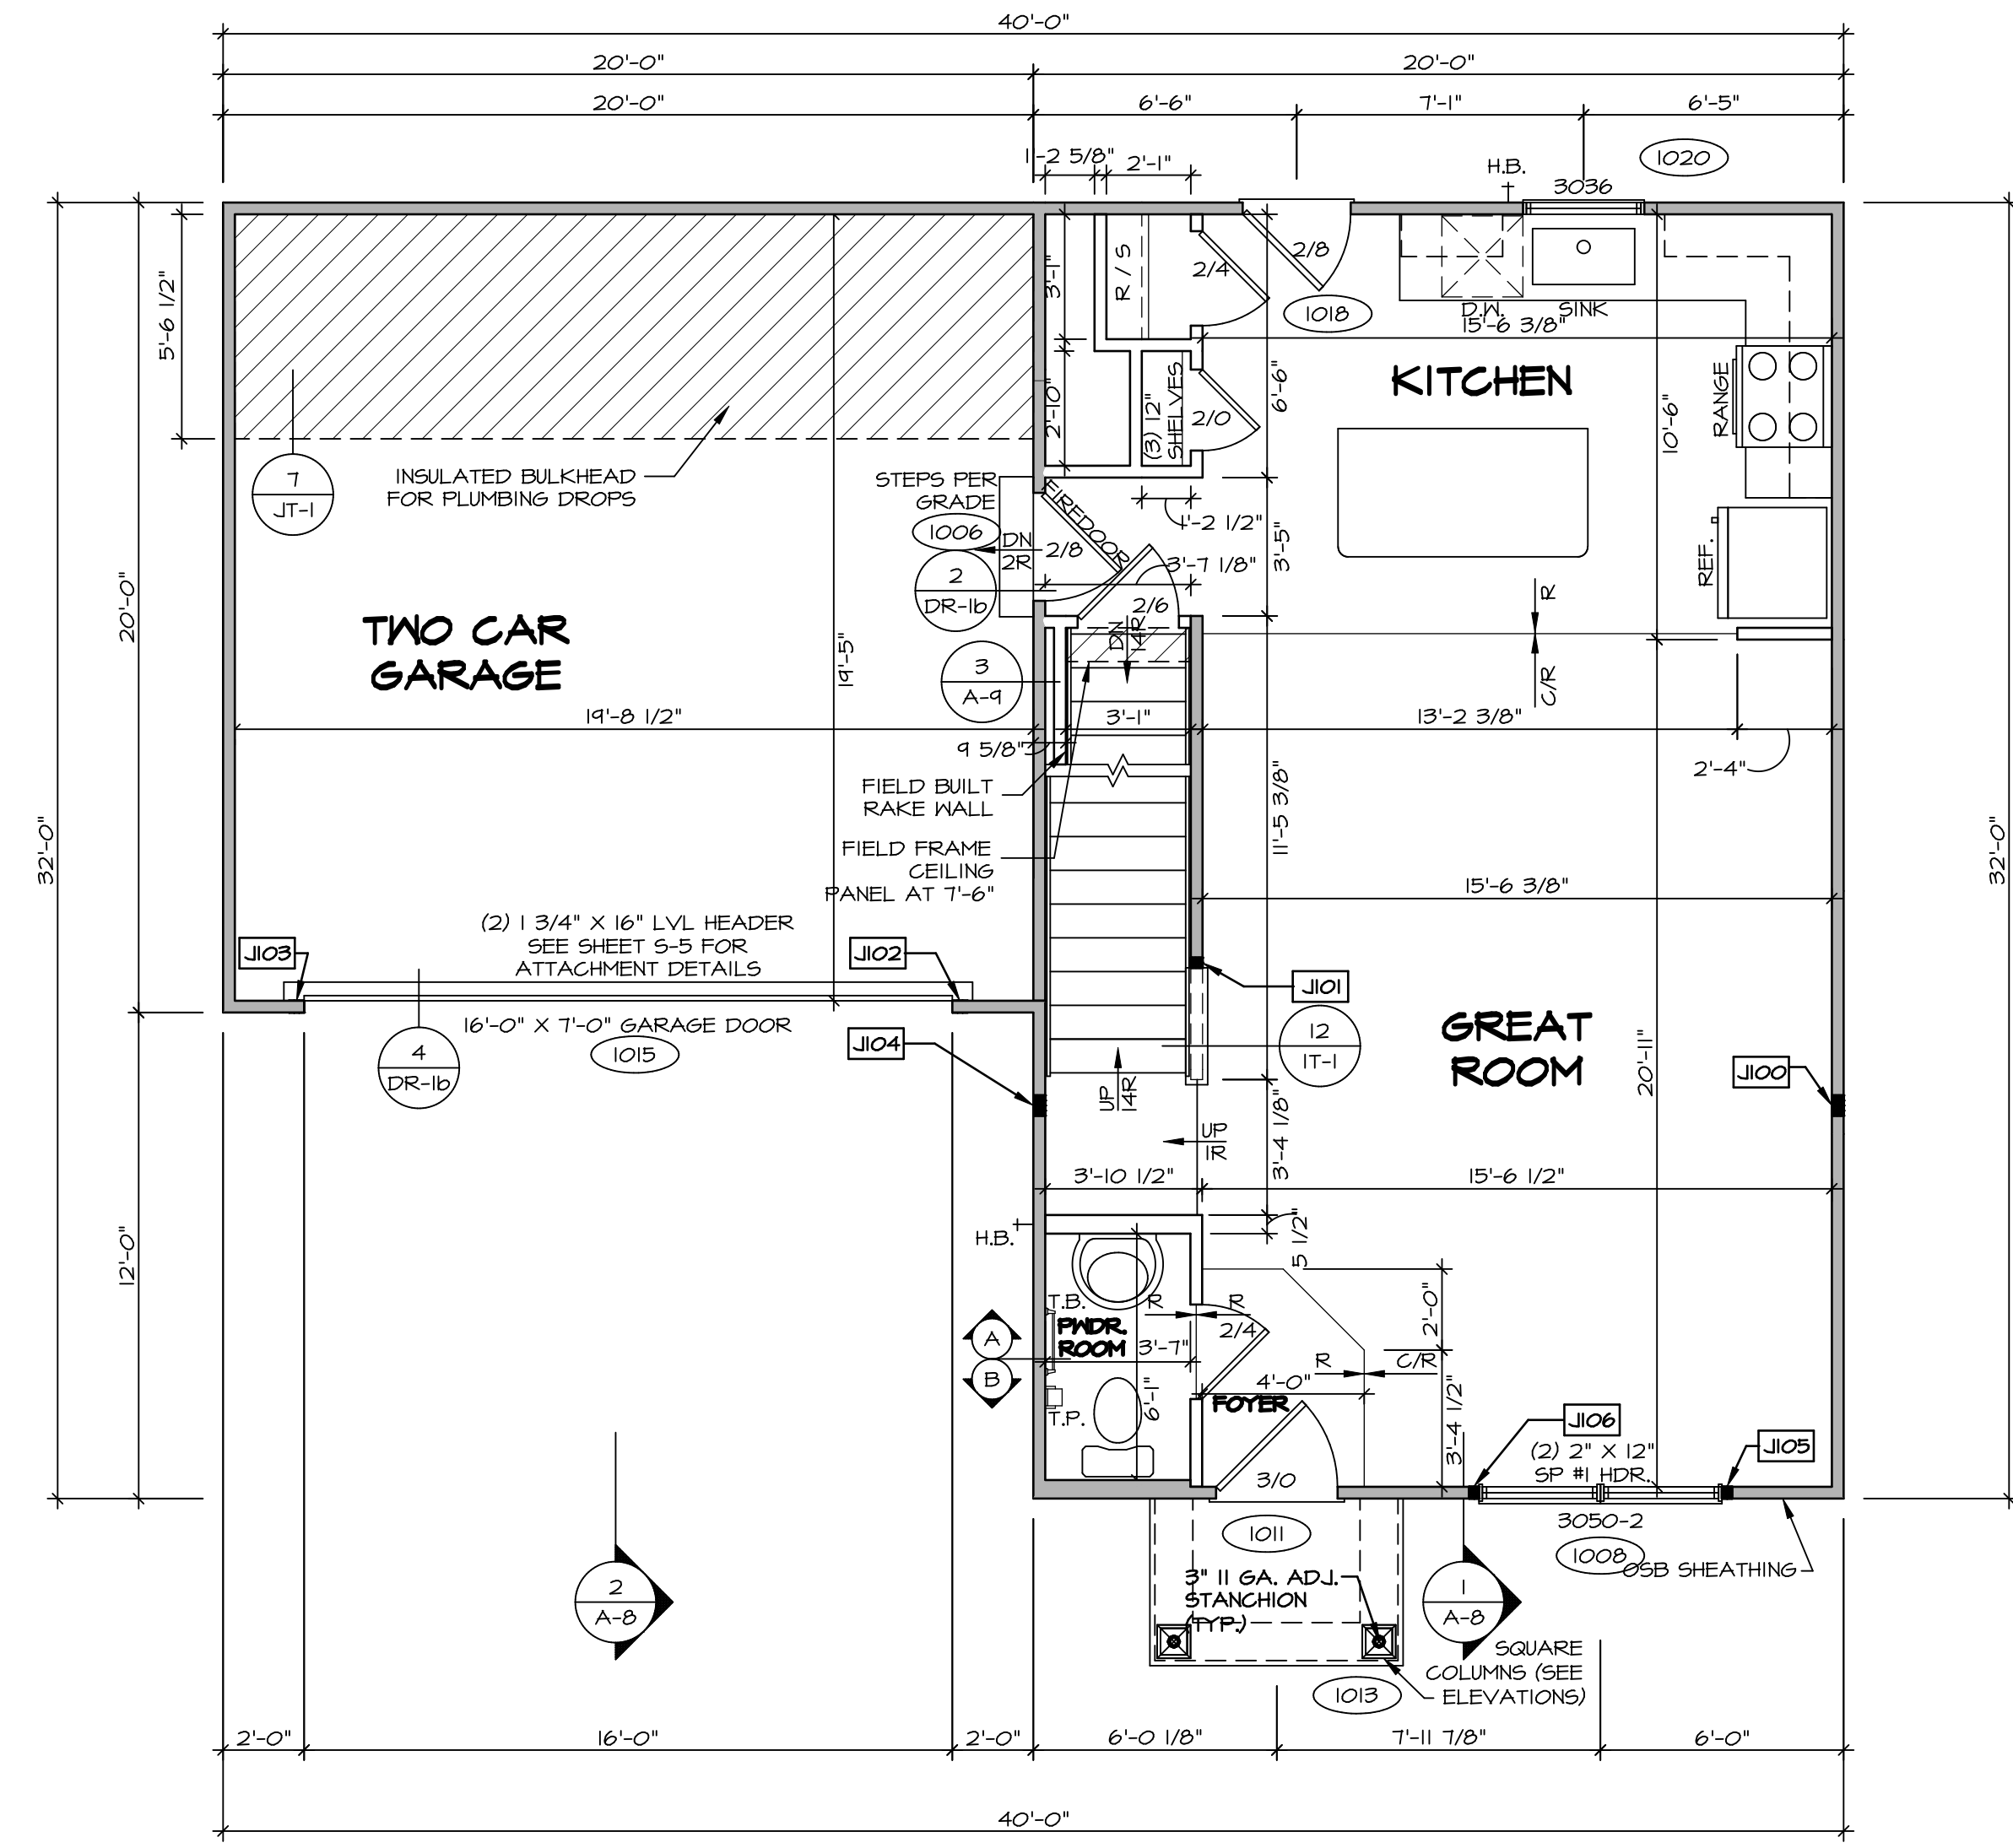 40'-0"
20'-0"
20'-0"
20'-0"
6'-6"
7'-1"
6'-5"
1'-2 5/8"
2'-1"
H.B.
3036
1020
5'-6 1/2"
3'-1"
R / S
2/4
2/8
1018
D.W.
SINK
15'-6 3/8"
KITCHEN
RANGE
10'-6"
6'-6"
2'-10"
(3) 12"
SHELVES
2/0
7
JT-1
INSULATED BULKHEAD
FOR PLUMBING DROPS
STEPS PER
GRADE
1006
DN
2R
FIREDOOR
2/8
1'-2 1/2"
3'-5"
3'-7 1/8"
2
DR-1b
2/6
REF.
R
C/R
TWO CAR
GARAGE
20'-0"
19'-5"
3
A-9
DN
14R
19'-8 1/2"
3'-1"
13'-2 3/8"
9 5/8"
2'-4"
FIELD BUILT
RAKE WALL
11'-5 3/8"
32'-0"
32'-0"
FIELD FRAME
CEILING
PANEL AT 7'-6"
15'-6 3/8"
(2) 1 3/4" X 16" LVL HEADER
SEE SHEET S-5 FOR
ATTACHMENT DETAILS
J103
J102
J101
16'-0" X 7'-0" GARAGE DOOR
1015
4
DR-1b
J104
12
1T-1
GREAT
ROOM
20'-11"
J100
UP
14R
UP
1R
3'-4 1/8"
3'-10 1/2"
15'-6 1/2"
12'-0"
H.B.
5 1/2"
T.B.
R
R
PWDR.
ROOM
3'-7"
2/4
2'-0"
A
B
R
C/R
4'-0"
FOYER
T.P.
6'-1"
3'-4 1/2"
3/0
J106
(2) 2" X 12"
SP #1 HDR.
J105
1011
3050-2
1008
OSB SHEATHING
3" 11 GA. ADJ.
STANCHION
(TYP.)
2
A-8
1
A-8
SQUARE
COLUMNS (SEE
ELEVATIONS)
1013
2'-0"
16'-0"
2'-0"
6'-0 1/8"
7'-11 7/8"
6'-0"
40'-0"